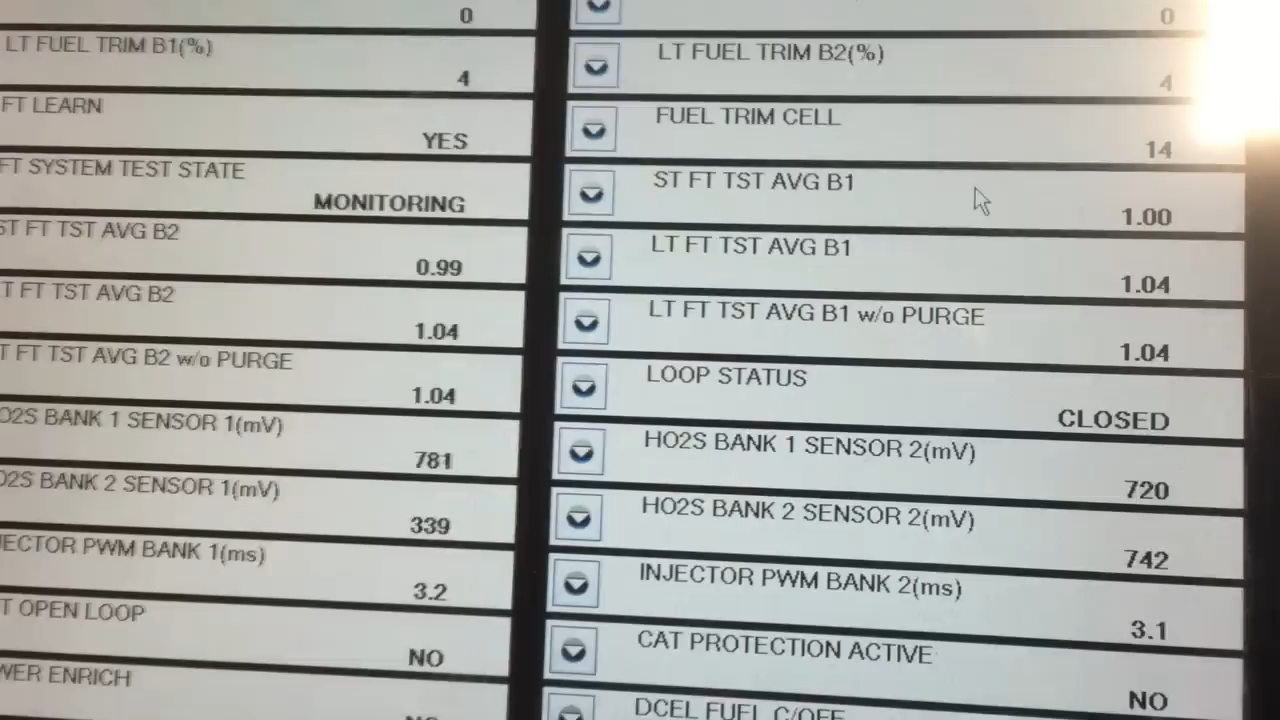 0
0
LT FUEL TRIM B1(%)
4
LT FUEL TRIM B2(%)
4
FT LEARN
YES
FUEL TRIM CELL
14
FT SYSTEM TEST STATE
MONITORING
ST FT TST AVG B1
1.00
ST FT TST AVG B2
0.99
LT FT TST AVG B1
1.04
T FT TST AVG B2
1.04
LT FT TST AVG B1 w/o PURGE
1.04
T FT TST AVG B2 w/o PURGE
1.04
LOOP STATUS
CLOSED
O2S BANK 1 SENSOR 1(mV)
781
HO2S BANK 1 SENSOR 2(mV)
720
O2S BANK 2 SENSOR 1(mV)
339
HO2S BANK 2 SENSOR 2(mV)
742
JECTOR PWM BANK 1(ms)
3.2
INJECTOR PWM BANK 2(ms)
3.1
T OPEN LOOP
NO
CAT PROTECTION ACTIVE
NO
WER ENRICH
DCEL FUEL C/OFF